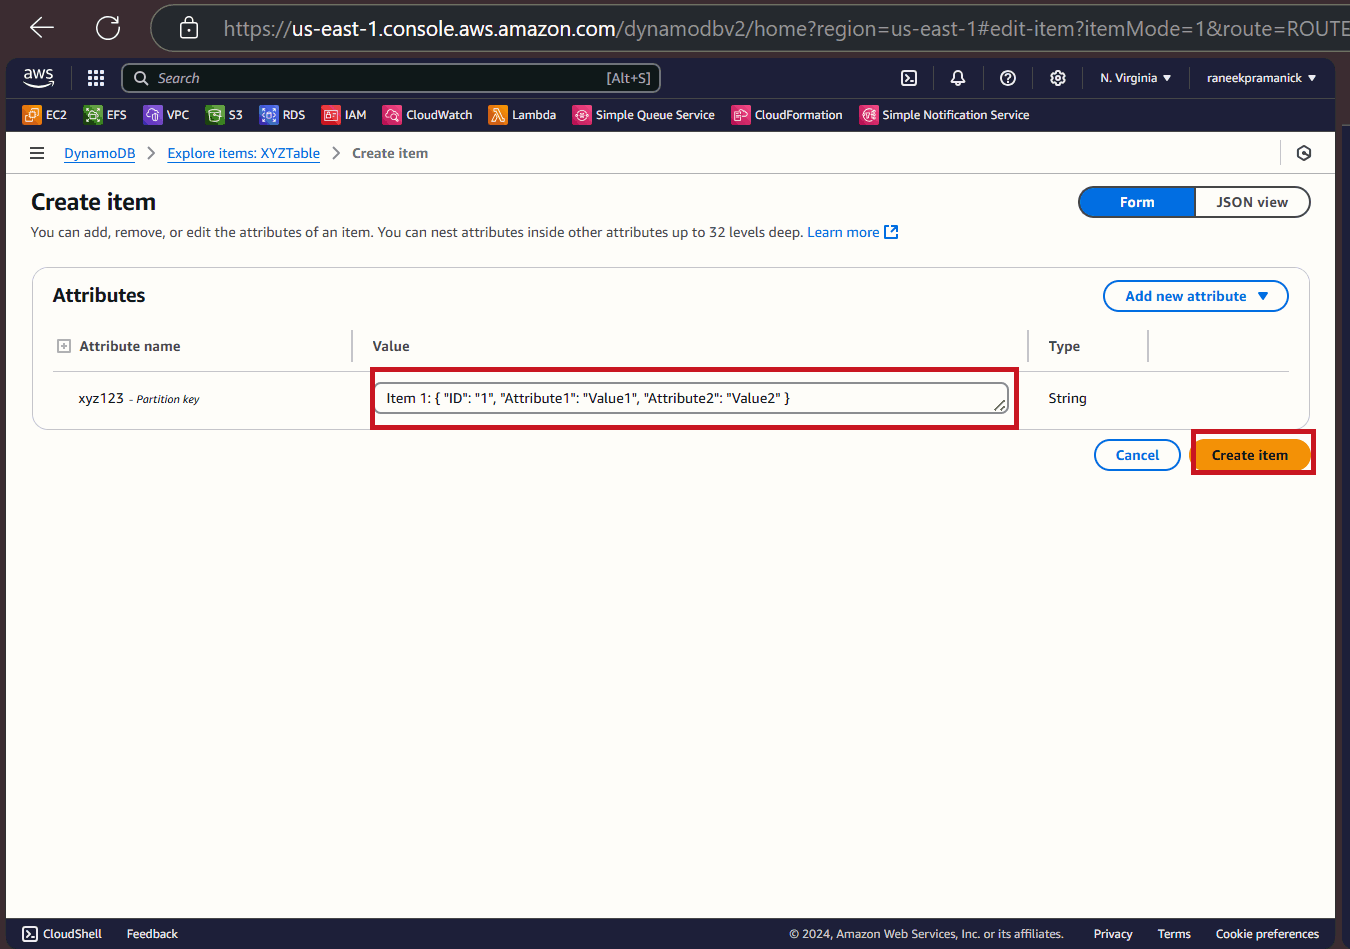 https://us-east-1.console.aws.amazon.com/dynamodbv2/home?region=us-east-1#edit-item?itemMode=1&route=ROUTE
aws Search [Alt+S] N. Virginia raneekpramanick
EC2 EFS VPC S3 RDS IAM CloudWatch Lambda Simple Queue Service CloudFormation Simple Notification Service
DynamoDB Explore items: XYZTable Create item
Create item Form JSON view
You can add, remove, or edit the attributes of an item. You can nest attributes inside other attributes up to 32 levels deep. Learn more
Attributes Add new attribute
Attribute name Value Type
xyz123 - Partition key Item 1: { "ID": "1", "Attribute1": "Value1", "Attribute2": "Value2" } String
Cancel Create item
CloudShell Feedback © 2024, Amazon Web Services, Inc. or its affiliates. Privacy Terms Cookie preferences